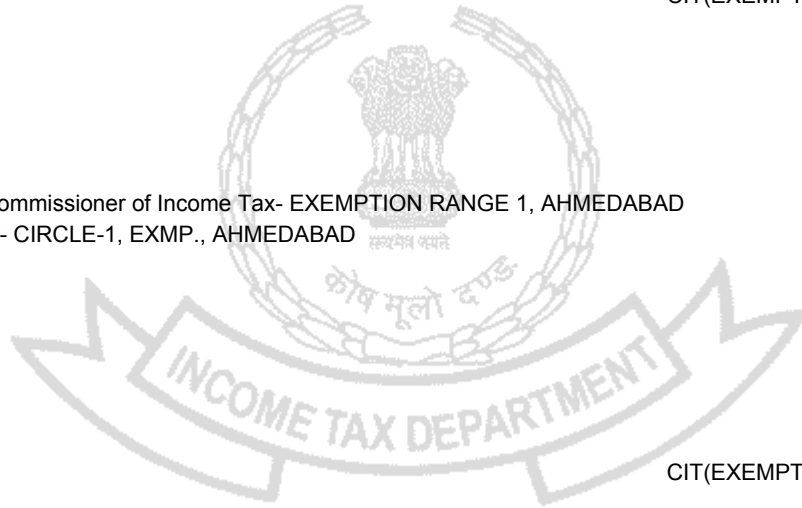 CIT(EXEMPT
ommissioner of Income Tax- EXEMPTION RANGE 1, AHMEDABAD
- CIRCLE-1, EXMP., AHMEDABAD
सत्यमेव जयते
कोष मूलो दण्डः
INCOME TAX DEPARTMENT
CIT(EXEMPT